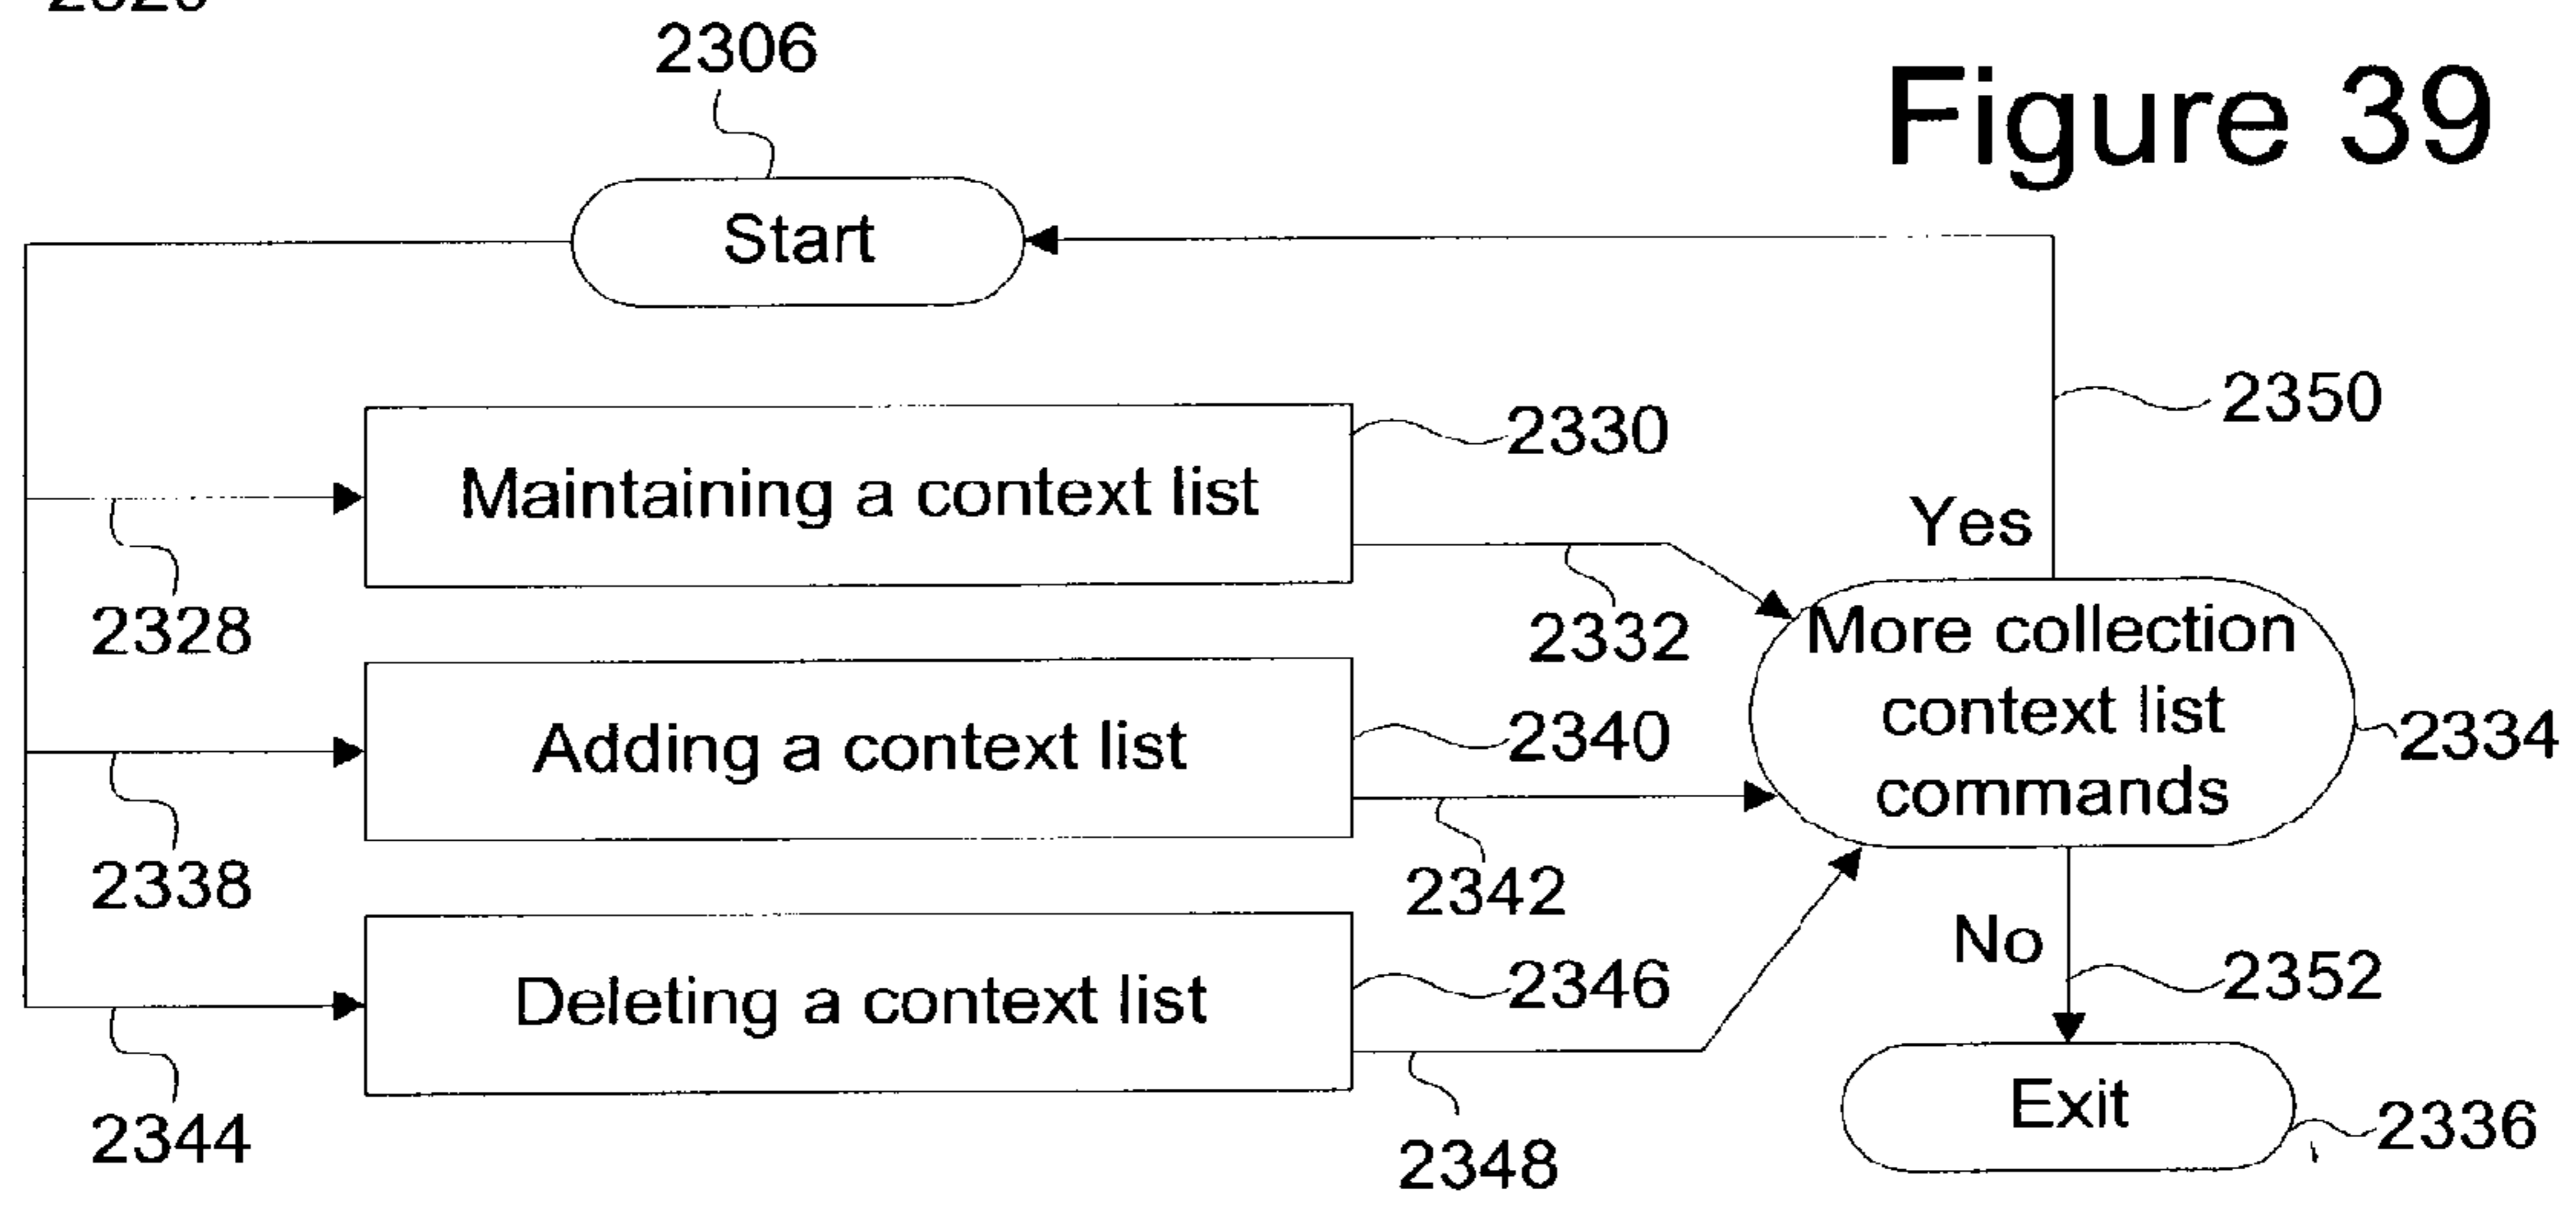 2306
Figure 39
Start
2350
2330
Maintaining a context list
Yes
2328
2332
More collection
context list
commands
2334
2340
Adding a context list
2338
2342
No
2352
2346
Deleting a context list
2344
2348
Exit
2336